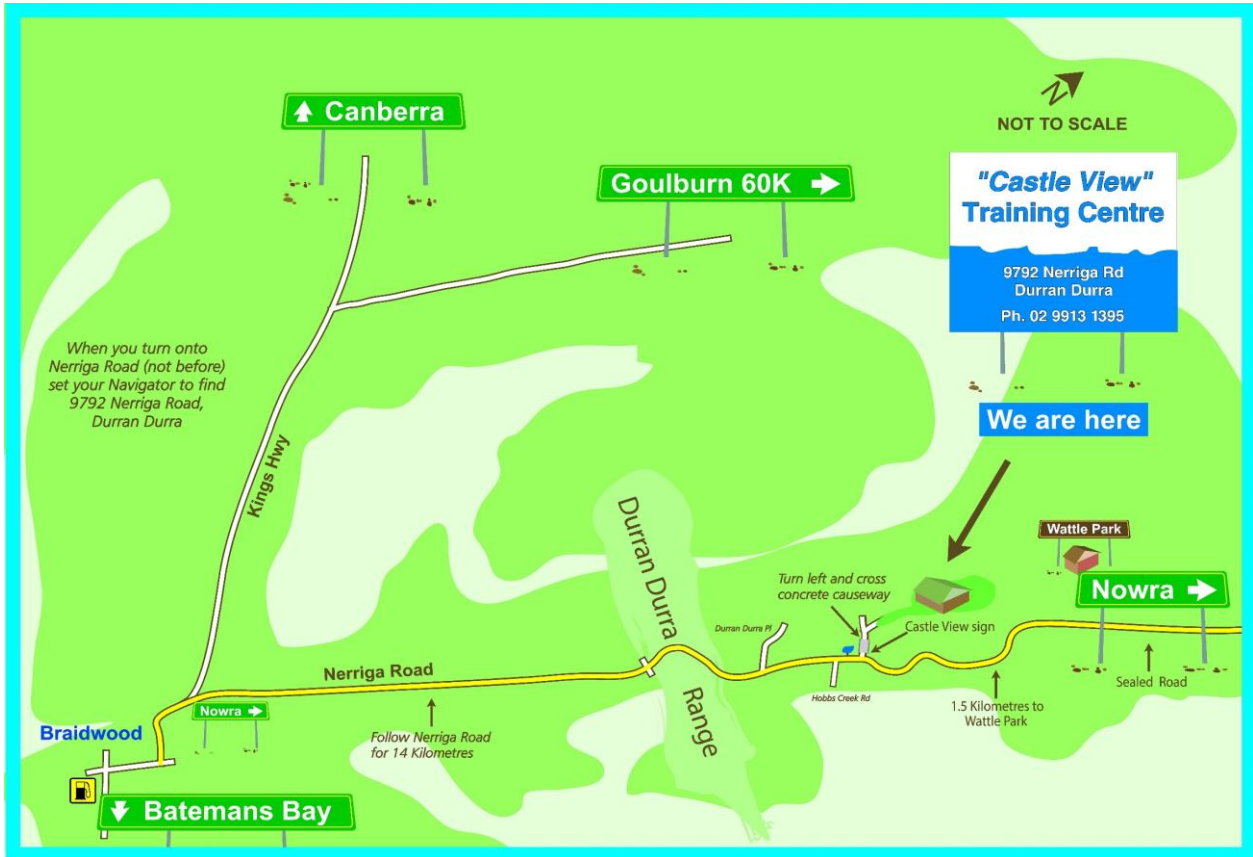 Canberra
Goulburn 60K
N
NOT TO SCALE
"Castle View"
Training Centre
9792 Nerriga Rd
Durran Durra
Ph. 02 9913 1395
We are here
When you turn onto
Nerriga Road (not before)
set your Navigator to find
9792 Nerriga Road,
Durran Durra
Kings Hwy
Durran Durra
Range
Wattle Park
Nowra
Turn left and cross
concrete causeway
Castle View sign
Durran Durra Pl
Hobbs Creek Rd
Nerriga Road
Sealed Road
1.5 Kilometres to
Wattle Park
Nowra
Follow Nerriga Road
for 14 Kilometres
Braidwood
Batemans Bay